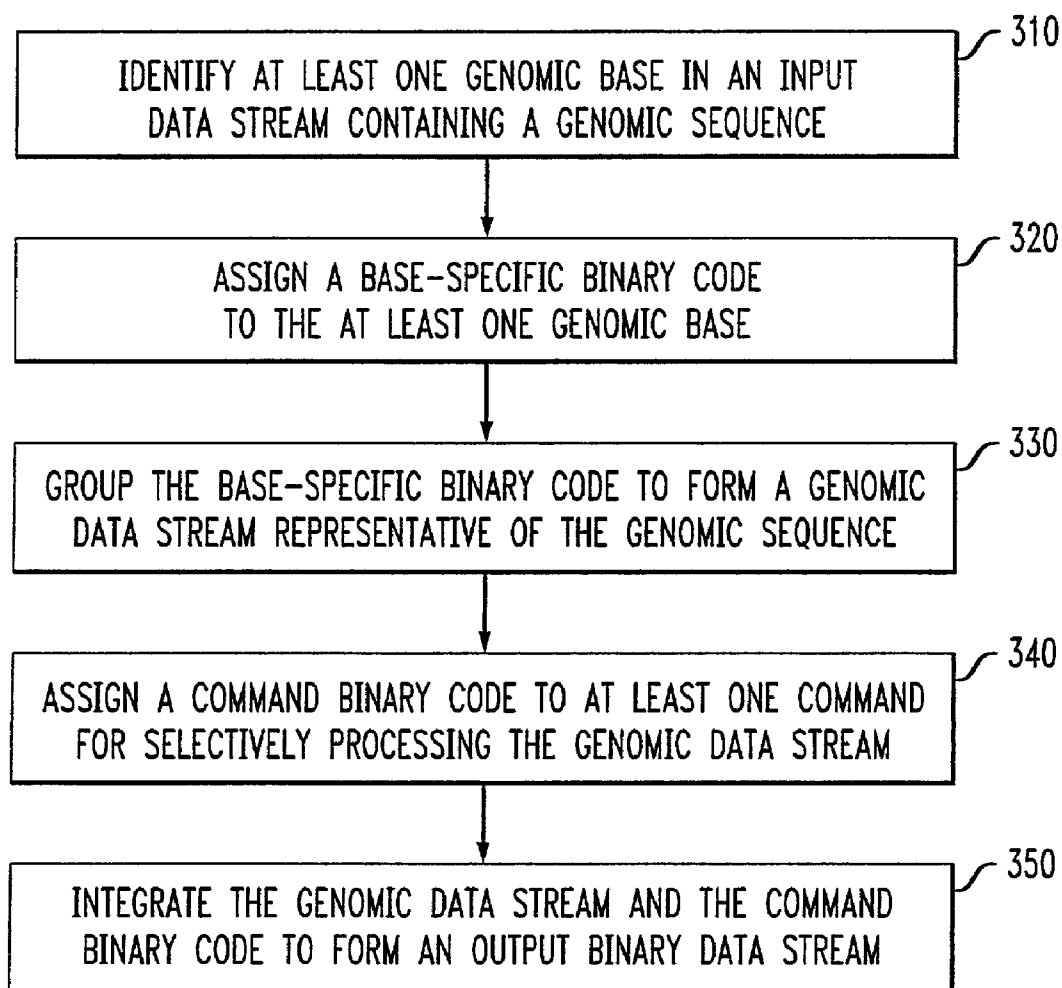 310
IDENTIFY AT LEAST ONE GENOMIC BASE IN AN INPUT
DATA STREAM CONTAINING A GENOMIC SEQUENCE
320
ASSIGN A BASE-SPECIFIC BINARY CODE
TO THE AT LEAST ONE GENOMIC BASE
330
GROUP THE BASE-SPECIFIC BINARY CODE TO FORM A GENOMIC
DATA STREAM REPRESENTATIVE OF THE GENOMIC SEQUENCE
340
ASSIGN A COMMAND BINARY CODE TO AT LEAST ONE COMMAND
FOR SELECTIVELY PROCESSING THE GENOMIC DATA STREAM
350
INTEGRATE THE GENOMIC DATA STREAM AND THE COMMAND
BINARY CODE TO FORM AN OUTPUT BINARY DATA STREAM